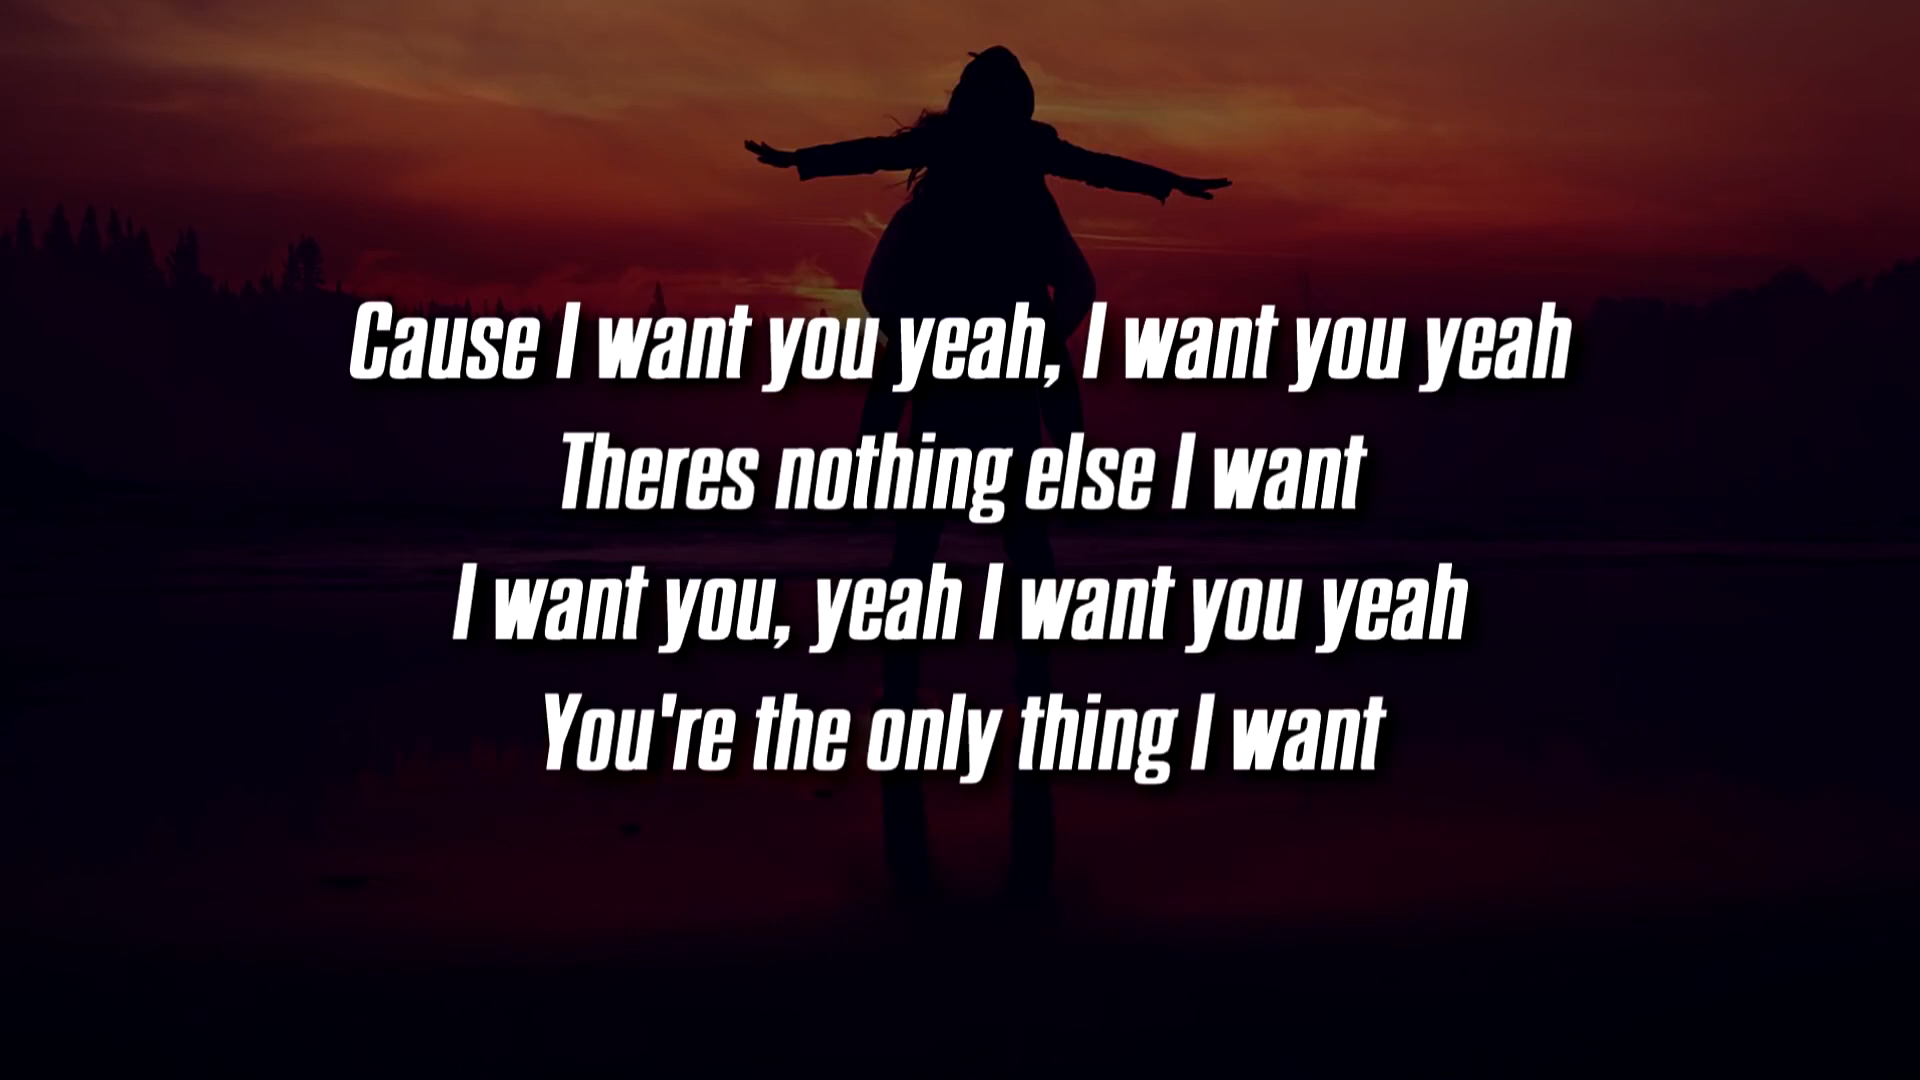 Cause I want you yeah, I want you yeah
Theres nothing else I want
I want you, yeah I want you yeah
You're the only thing I want